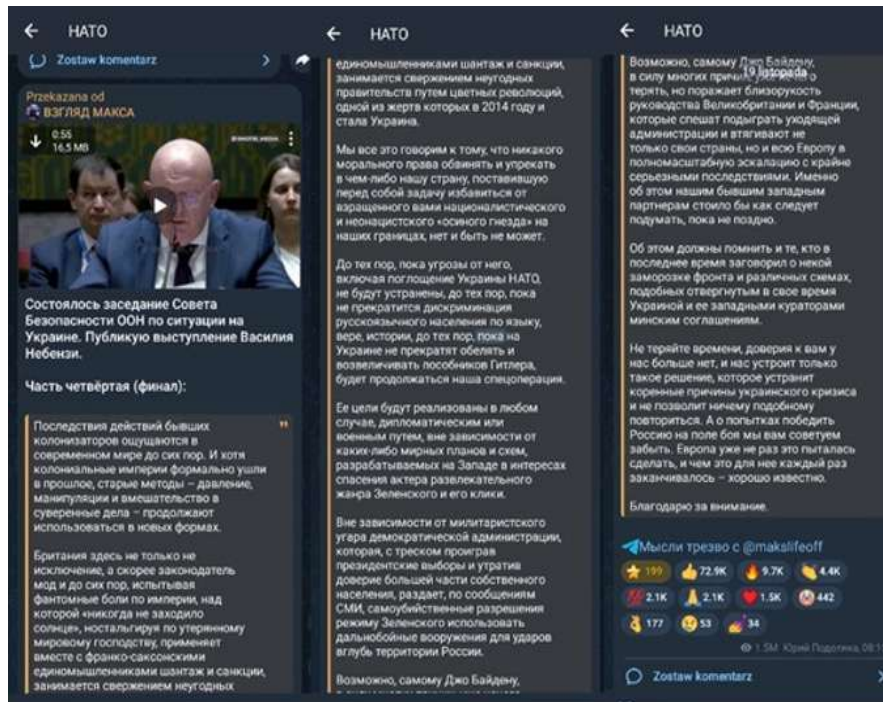 НАТО
Zostaw komentarz
Przekazana od
ВЗГЛЯД МАКСА
0:55
16,5 MB
Состоялось заседание Совета
Безопасности ООН по ситуации на
Украине. Публикую выступление Василия
Небензи.
Часть четвёртая (финал):
Последствия действий бывших
колонизаторов ощущаются в
современном мире до сих пор. И хотя
колониальные империи формально ушли
в прошлое, старые методы – давление,
манипуляции и вмешательство в
суверенные дела – продолжают
использоваться в новых формах.
Британия здесь не только не
исключение, а скорее законодатель
мод и до сих пор, испытывая
фантомные боли по империи, над
которой «никогда не заходило
солнце», ностальгируя по утерянному
мировому господству, применяет
вместе с франко-саксонскими
единомышленниками шантаж и санкции,
занимается свержением неугодных
НАТО
единомышленниками шантаж и санкции,
занимается свержением неугодных
правительств путем цветных революций,
одной из жертв которых в 2014 году и
стала Украина.
Мы все это говорим к тому, что никакого
морального права обвинять и упрекать
в чем-либо нашу страну, поставившую
перед собой задачу избавиться от
взращенного вами националистического
и неонацистского «осиного гнезда» на
наших границах, нет и быть не может.
До тех пор, пока угрозы от него,
включая поглощение Украины НАТО,
не будут устранены, до тех пор, пока
не прекратится дискриминация
русскоязычного населения по языку,
вере, истории, до тех пор, пока на
Украине не прекратят обелять и
возвеличивать пособников Гитлера,
будет продолжаться наша спецоперация.
Ее цели будут реализованы в любом
случае, дипломатическим или
военным путем, вне зависимости от
каких-либо мирных планов и схем,
разрабатываемых на Западе в интересах
спасения актера развлекательного
жанра Зеленского и его клики.
Вне зависимости от милитаристского
угара демократической администрации,
которая, с треском проиграв
президентские выборы и утратив
доверие большей части собственного
населения, раздает, по сообщениям
СМИ, самоубийственные разрешения
режиму Зеленского использовать
дальнобойные вооружения для ударов
вглубь территории России.
Возможно, самому Джо Байдену,
НАТО
Возможно, самому Джо Байдену,
в силу многих причин,
19 listopada
терять, но поражает близорукость
руководства Великобритании и Франции,
которые спешат подыграть уходящей
администрации и втягивают не
только свои страны, но и всю Европу в
полномасштабную эскалацию с крайне
серьезными последствиями. Именно
об этом нашим бывшим западным
партнерам стоило бы как следует
подумать, пока не поздно.
Об этом должны помнить и те, кто в
последнее время заговорил о некой
заморозке фронта и различных схемах,
подобных отвергнутым в свое время
Украиной и ее западными кураторами
минским соглашениям.
Не теряйте времени, доверия к вам у
нас больше нет, и нас устроит только
такое решение, которое устранит
коренные причины украинского кризиса
и не позволит ничему подобному
повториться. А о попытках победить
Россию на поле боя мы вам советуем
забыть. Европа уже не раз это пыталась
сделать, и чем это для нее каждый раз
заканчивалось – хорошо известно.
Благодарю за внимание.
Мысли трезво с @makslifeoff
199 72.9K 9.7K 4.4K
2.1K 2.1K 1.5K 442
177 53 34
1.5M Юрий Подоляка, 08:1
Zostaw komentarz